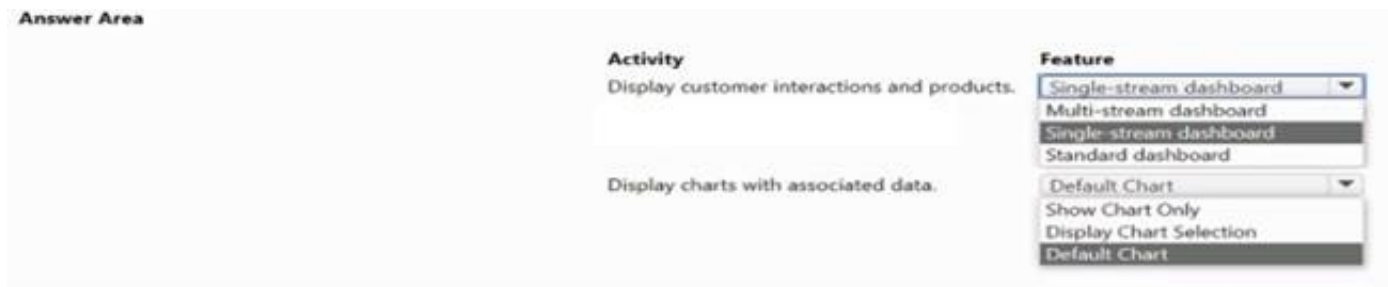 Answer Area
Activity
Feature
Display customer interactions and products.
Single-stream dashboard
Multi-stream dashboard
Single-stream dashboard
Standard dashboard
Display charts with associated data.
Default Chart
Show Chart Only
Display Chart Selection
Default Chart